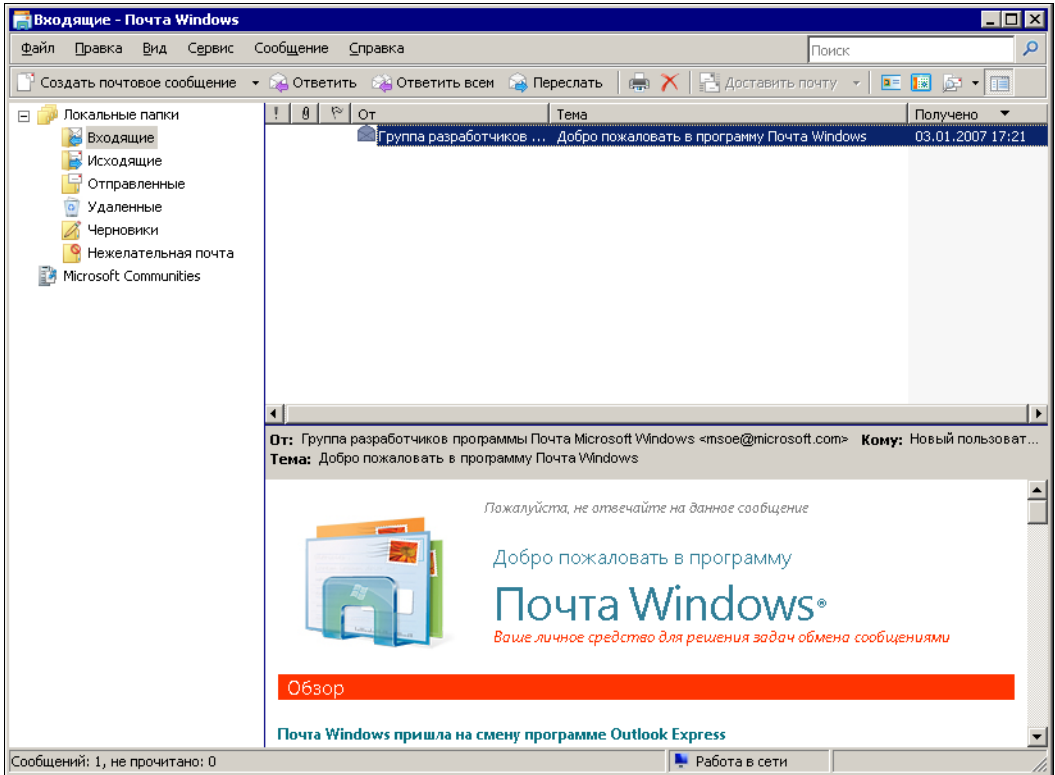 Входящие - Почта Windows
Файл Правка Вид Сервис Сообщение Справка Поиск
Создать почтовое сообщение Ответить Ответить всем Переслать Доставить почту
Локальные папки
Входящие
Исходящие
Отправленные
Удаленные
Черновики
Нежелательная почта
Microsoft Communities
! От Тема Получено
Группа разработчиков ... Добро пожаловать в программу Почта Windows 03.01.2007 17:21
От: Группа разработчиков программы Почта Microsoft Windows <msoe@microsoft.com> Кому: Новый пользоват...
Тема: Добро пожаловать в программу Почта Windows
Пожалуйста, не отвечайте на данное сообщение
Добро пожаловать в программу
Почта Windows®
Ваше личное средство для решения задач обмена сообщениями
Обзор
Почта Windows пришла на смену программе Outlook Express
Сообщений: 1, не прочитано: 0 Работа в сети